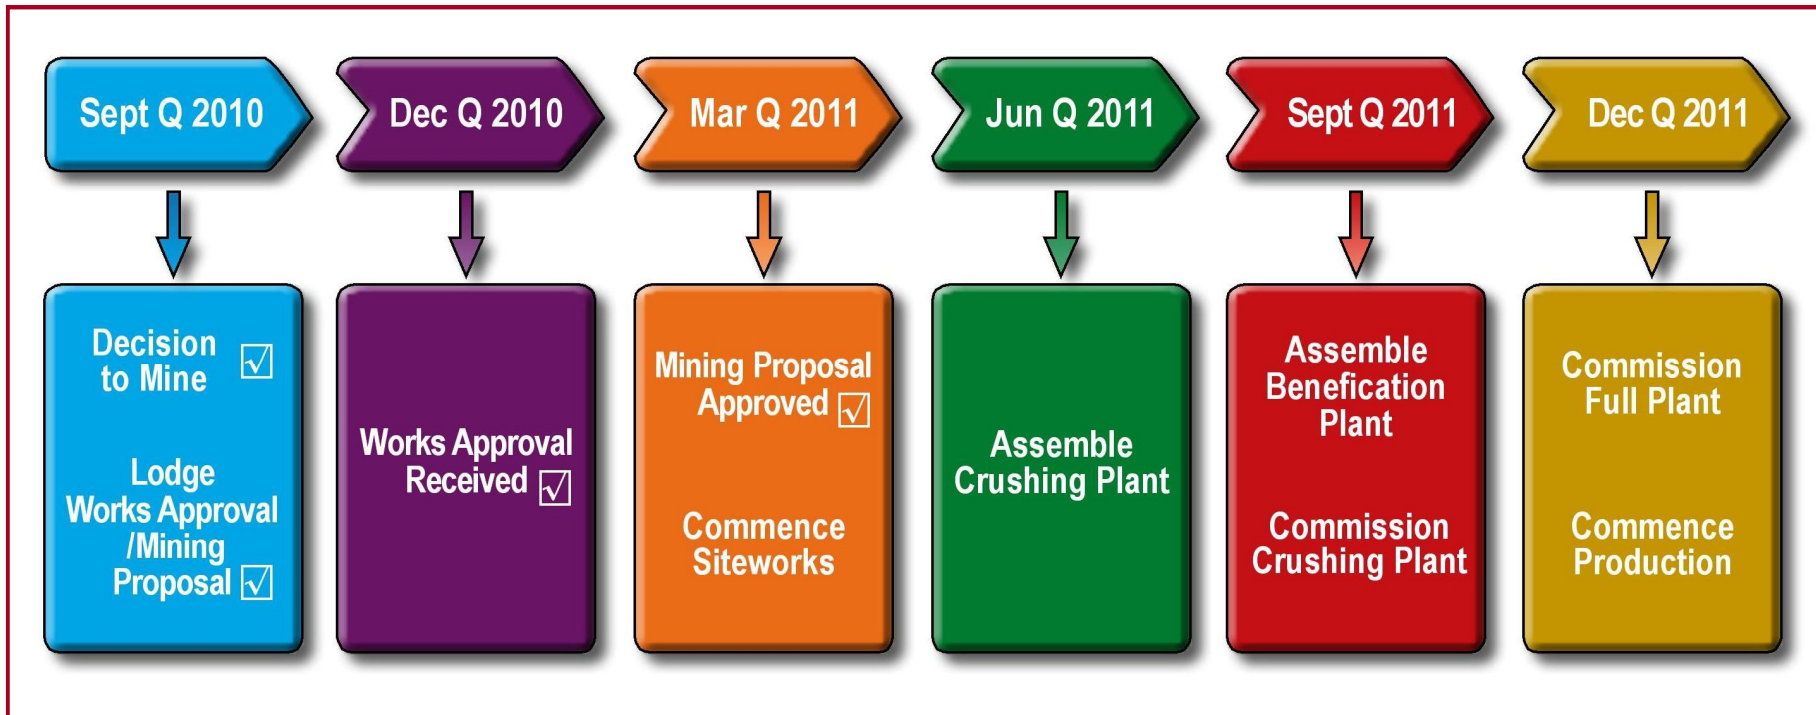 Sept Q 2010
Dec Q 2010
Mar Q 2011
Jun Q 2011
Sept Q 2011
Dec Q 2011
Decision
to Mine ☑
Lodge
Works Approval
/Mining
Proposal ☑
Works Approval
Received ☑
Mining Proposal
Approved ☑
Commence
Siteworks
Assemble
Crushing Plant
Assemble
Benefication
Plant
Commission
Crushing Plant
Commission
Full Plant
Commence
Production